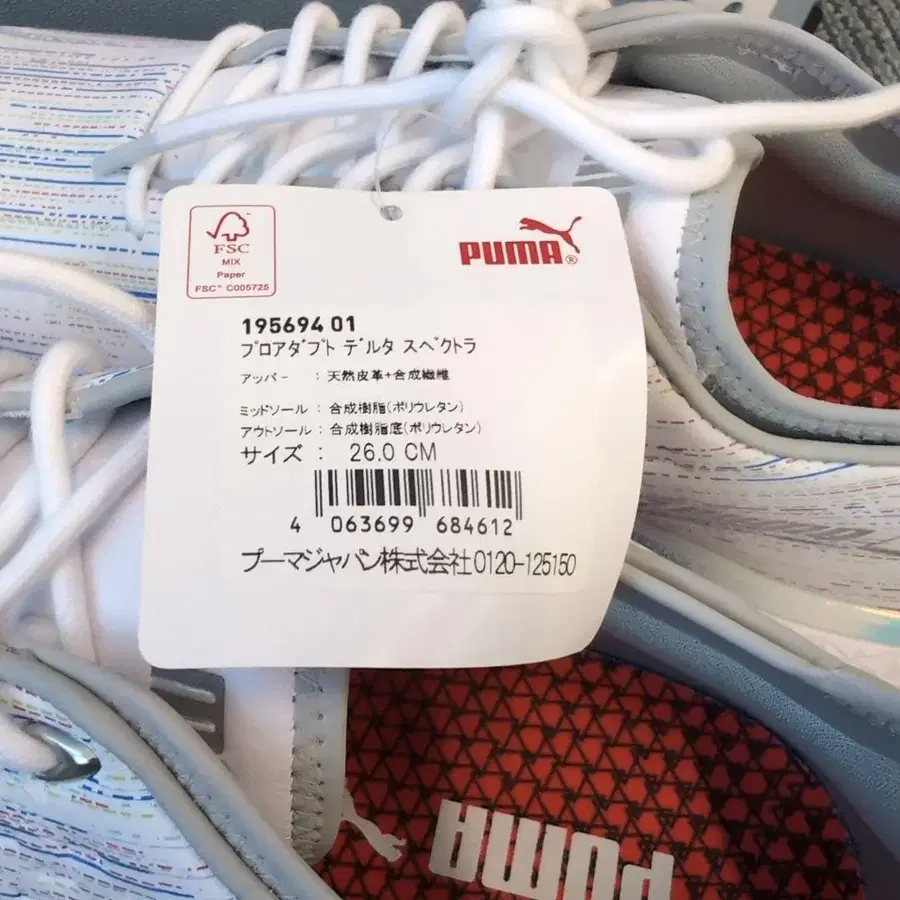 FSC
MIX
Paper
FSC™ C005725
PUMA®
195694 01
プロアダプト デルタ スペクトラ
アッパー : 天然皮革+合成繊維
ミッドソール : 合成樹脂(ポリウレタン)
アウトソール : 合成樹脂底(ポリウレタン)
サイズ : 26.0 CM
4 063699 684612
プーマジャパン株式会社0120-125150
PUMA